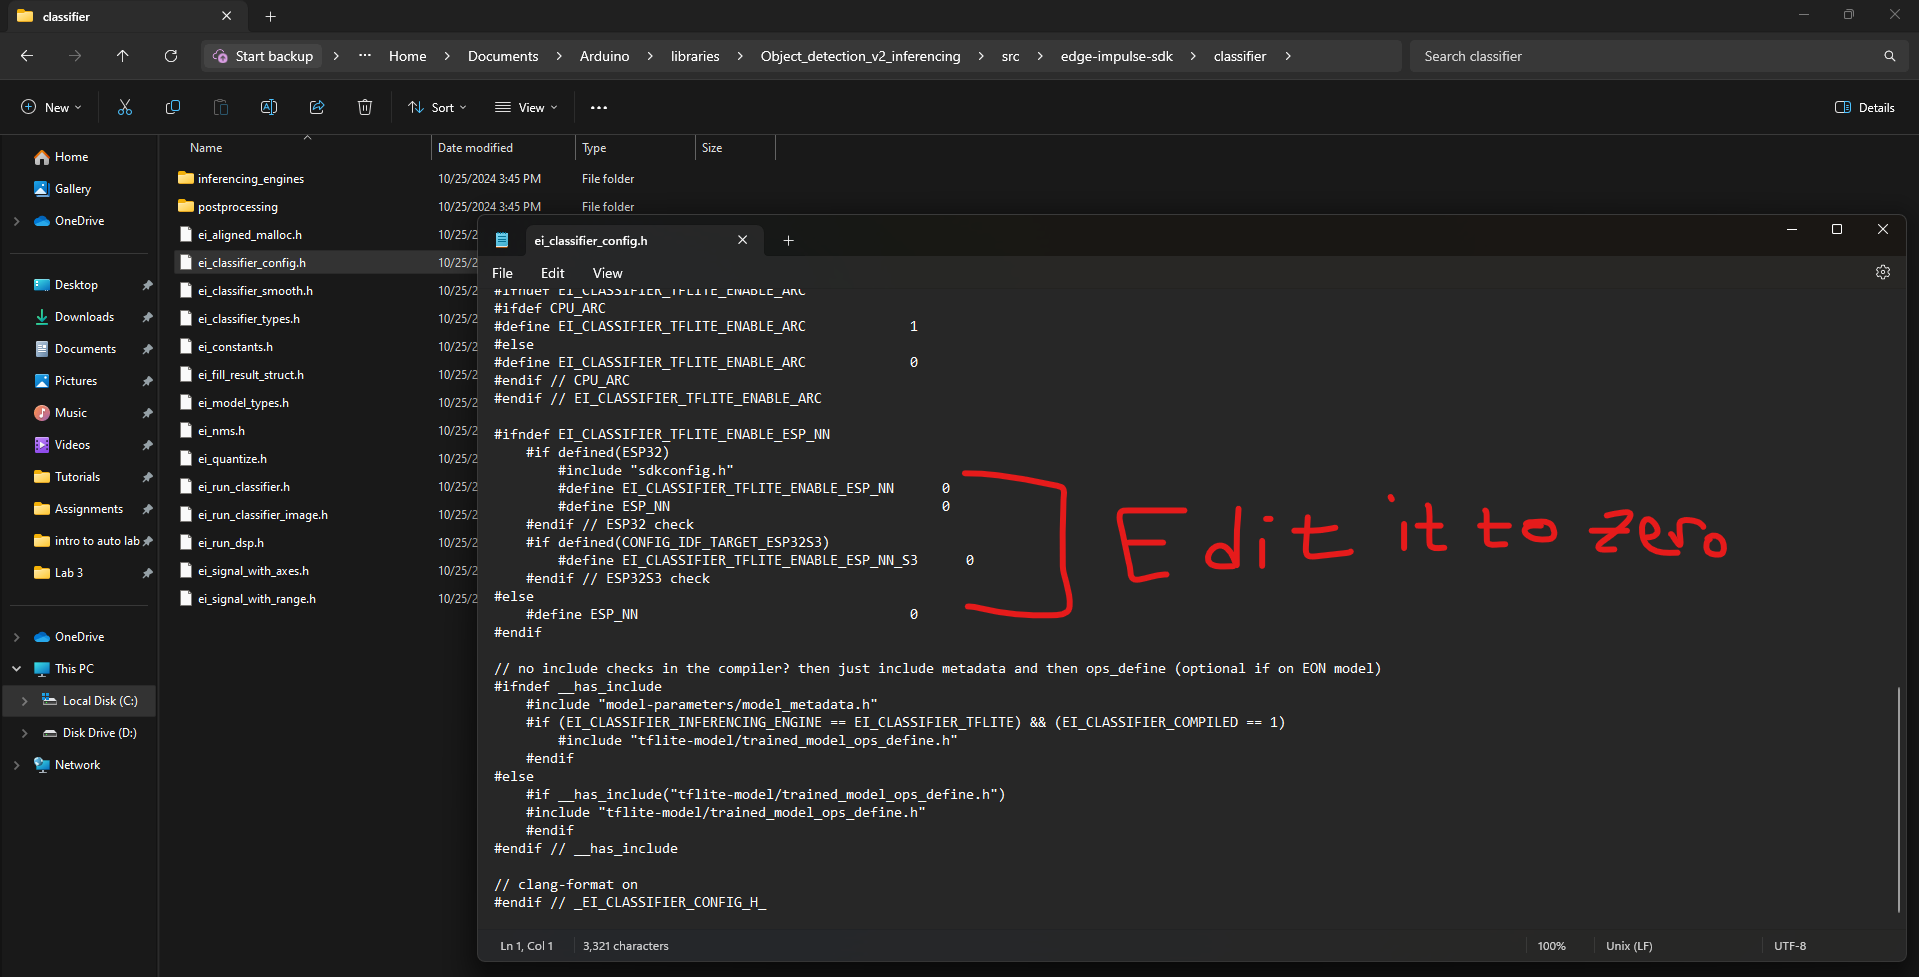 classifier
Start backup > ... Home > Documents > Arduino > libraries > Object_detection_v2_inferencing > src > edge-impulse-sdk > classifier >
Search classifier
New
Sort
View
Details
Home
Gallery
OneDrive
Desktop
Downloads
Documents
Pictures
Music
Videos
Tutorials
Assignments
intro to auto lab
Lab 3
OneDrive
This PC
Local Disk (C:)
Disk Drive (D:)
Network
Name Date modified Type Size
inferencing_engines 10/25/2024 3:45 PM File folder
postprocessing 10/25/2024 3:45 PM File folder
ei_aligned_malloc.h 10/25/2
ei_classifier_config.h 10/25/2
ei_classifier_smooth.h 10/25/2
ei_classifier_types.h 10/25/2
ei_constants.h 10/25/2
ei_fill_result_struct.h 10/25/2
ei_model_types.h 10/25/2
ei_nms.h 10/25/2
ei_quantize.h 10/25/2
ei_run_classifier.h 10/25/2
ei_run_classifier_image.h 10/25/2
ei_run_dsp.h 10/25/2
ei_signal_with_axes.h 10/25/2
ei_signal_with_range.h 10/25/2
ei_classifier_config.h
File Edit View
#ifndef EI_CLASSIFIER_TFLITE_ENABLE_ARC
#ifdef CPU_ARC
#define EI_CLASSIFIER_TFLITE_ENABLE_ARC 1
#else
#define EI_CLASSIFIER_TFLITE_ENABLE_ARC 0
#endif // CPU_ARC
#endif // EI_CLASSIFIER_TFLITE_ENABLE_ARC
#ifndef EI_CLASSIFIER_TFLITE_ENABLE_ESP_NN
#if defined(ESP32)
#include "sdkconfig.h"
#define EI_CLASSIFIER_TFLITE_ENABLE_ESP_NN 0
#define ESP_NN 0
#endif // ESP32 check
#if defined(CONFIG_IDF_TARGET_ESP32S3)
#define EI_CLASSIFIER_TFLITE_ENABLE_ESP_NN_S3 0
#endif // ESP32S3 check
#else
#define ESP_NN 0
#endif
Edit it to zero
// no include checks in the compiler? then just include metadata and then ops_define (optional if on EON model)
#ifndef __has_include
#include "model-parameters/model_metadata.h"
#if (EI_CLASSIFIER_INFERENCING_ENGINE == EI_CLASSIFIER_TFLITE) && (EI_CLASSIFIER_COMPILED == 1)
#include "tflite-model/trained_model_ops_define.h"
#endif
#else
#if __has_include("tflite-model/trained_model_ops_define.h")
#include "tflite-model/trained_model_ops_define.h"
#endif
#endif // __has_include
// clang-format on
#endif // _EI_CLASSIFIER_CONFIG_H_
Ln 1, Col 1 3,321 characters 100% Unix (LF) UTF-8